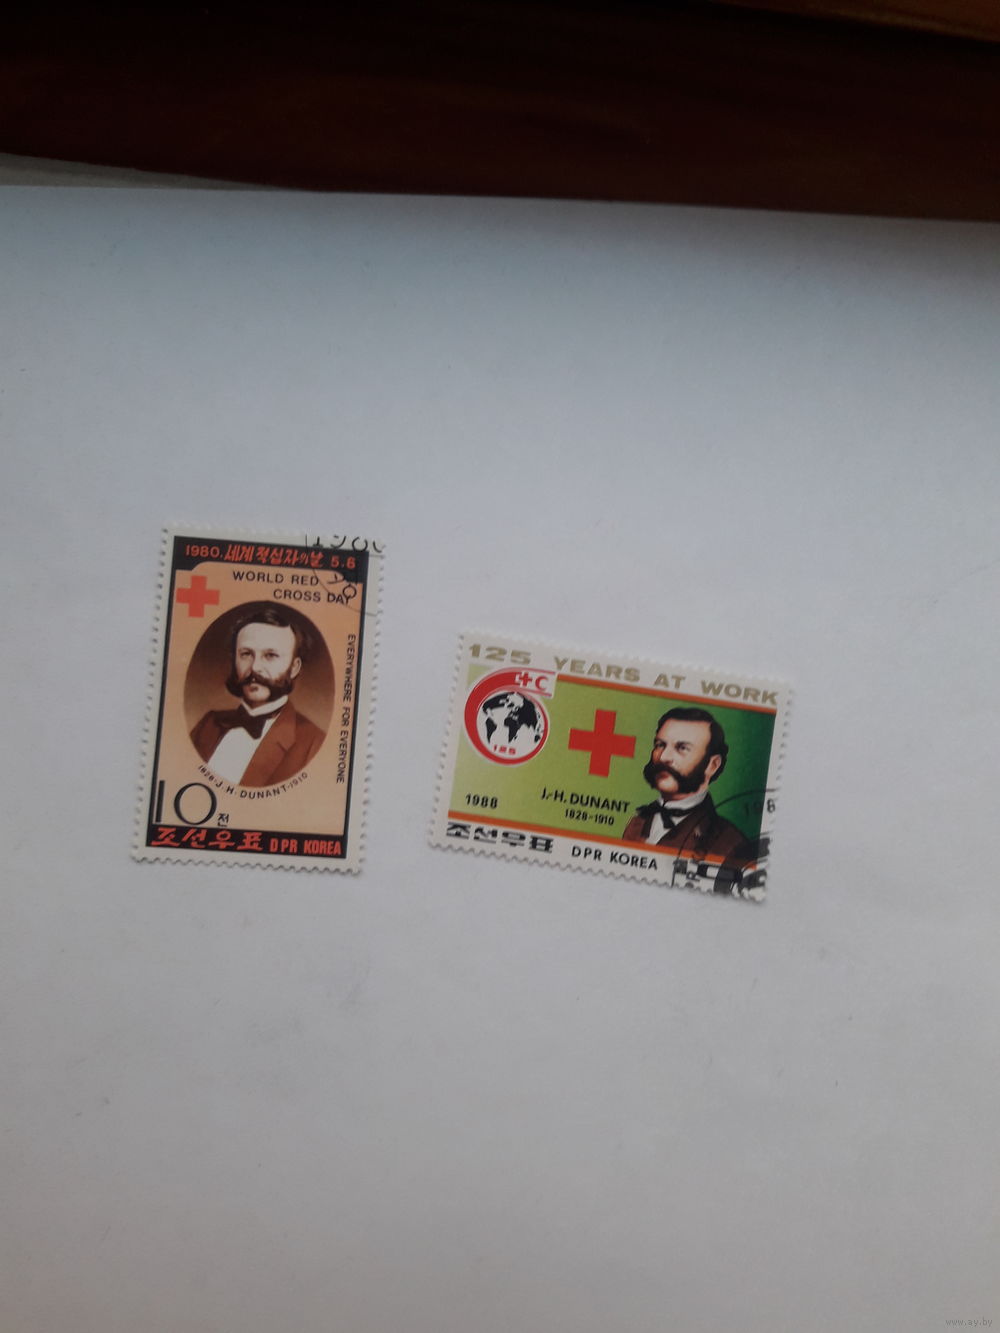 1980. 세계적십자의날 5.8
WORLD RED
CROSS DAY
EVERYWHERE FOR EVERYONE
1828·J·H·DUNANT·1910
10전
조선우표 DPR KOREA
125 YEARS AT WORK
125
1988
J.-H. DUNANT
1828-1910
조선우표 DPR KOREA
www.ay.by